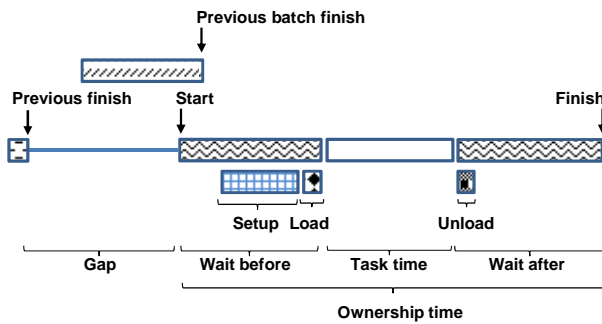 Previous batch finish
Previous finish
Start
Finish
Setup
Load
Unload
Gap
Wait before
Task time
Wait after
Ownership time